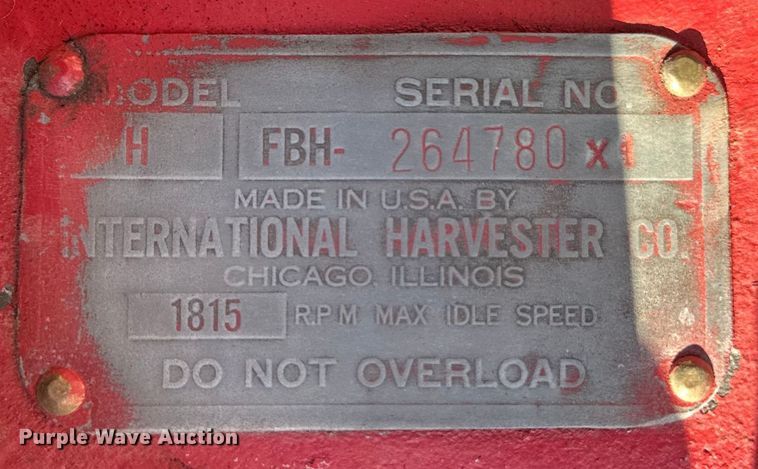 MODEL SERIAL NO.
H FBH- 264780 X1
MADE IN U.S.A. BY
INTERNATIONAL HARVESTER CO.
CHICAGO, ILLINOIS
1815 R.P.M MAX IDLE SPEED
DO NOT OVERLOAD
Purple Wave Auction